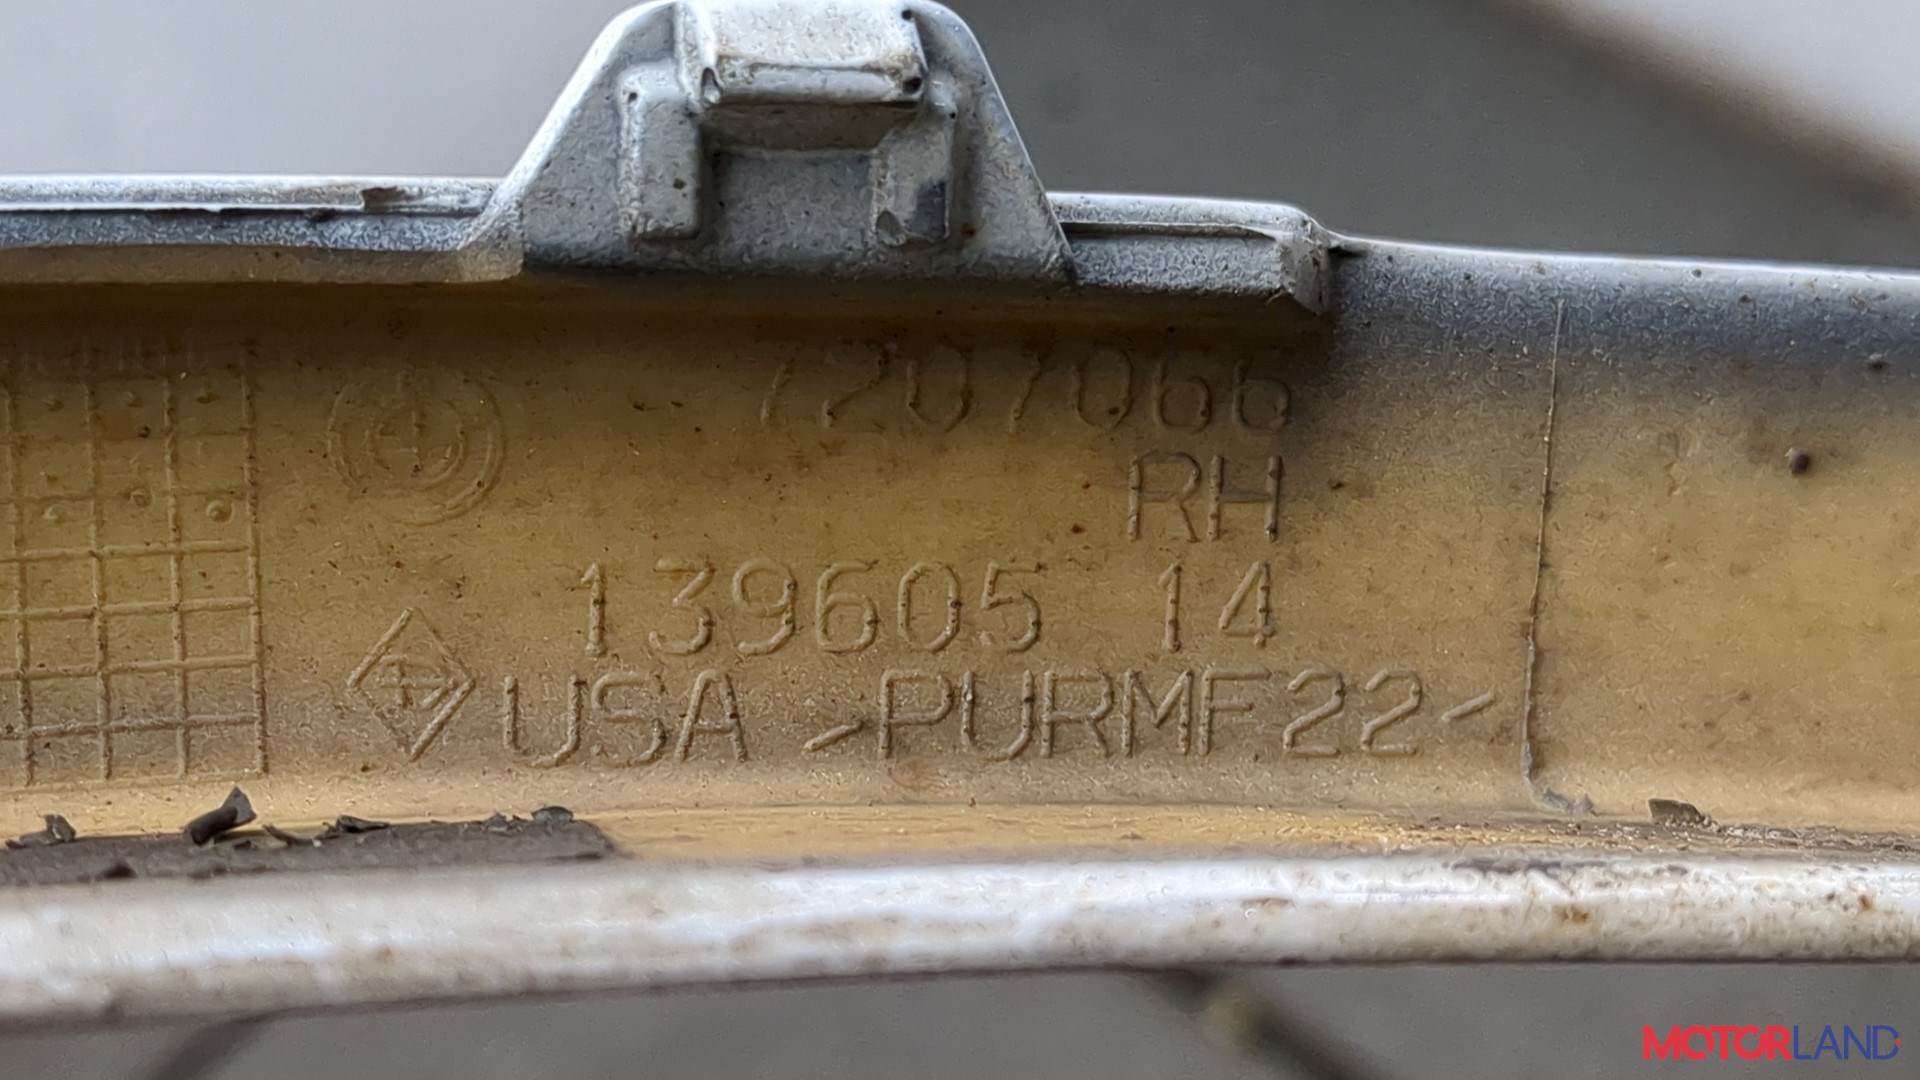 7207066
RH
139605 14
USA >PURMF22<
MOTORLAND